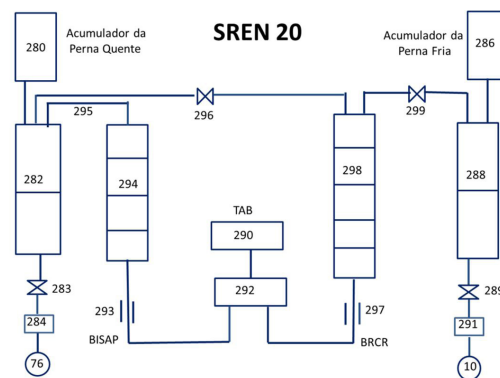 SREN 20
280
Acumulador da
Perna Quente
Acumulador da
Perna Fria
286
295
296
299
282
294
298
288
TAB
290
292
283
293
297
289
284
291
BISAP
BRCR
76
10